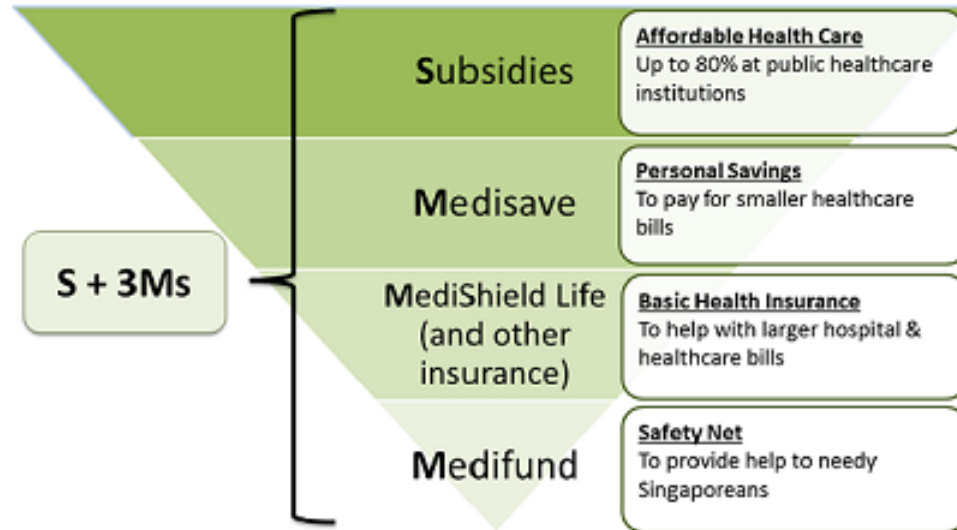 Subsidies
Affordable Health Care
Up to 80% at public healthcare
institutions
Medisave
Personal Savings
To pay for smaller healthcare
bills
S + 3Ms
MediShield Life
(and other
insurance)
Basic Health Insurance
To help with larger hospital &
healthcare bills
Medifund
Safety Net
To provide help to needy
Singaporeans